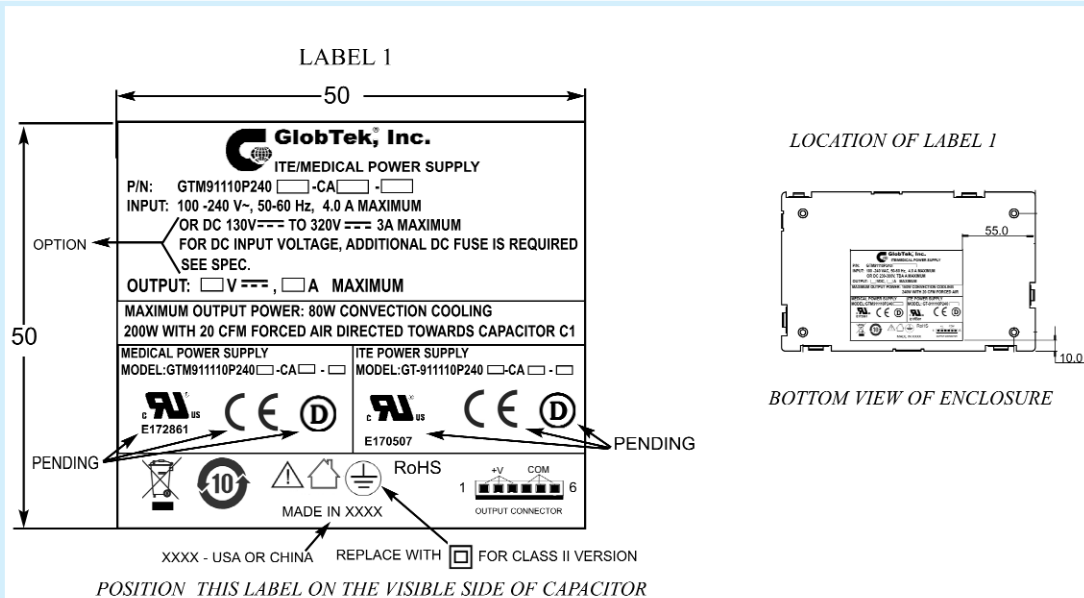 LABEL 1
50
50
GlobTek, Inc.
ITE/MEDICAL POWER SUPPLY
P/N: GTM91110P240 -CA -
INPUT: 100 -240 V~, 50-60 Hz, 4.0 A MAXIMUM
OR DC 130V TO 320V 3A MAXIMUM
OPTION
FOR DC INPUT VOLTAGE, ADDITIONAL DC FUSE IS REQUIRED
SEE SPEC.
OUTPUT: V , A MAXIMUM
MAXIMUM OUTPUT POWER: 80W CONVECTION COOLING
200W WITH 20 CFM FORCED AIR DIRECTED TOWARDS CAPACITOR C1
MEDICAL POWER SUPPLY
MODEL:GTM911110P240 -CA -
c RU us
E172861
CE D
ITE POWER SUPPLY
MODEL:GT-911110P240 -CA -
c RU us
E170507
CE D
PENDING
PENDING
10
RoHS
MADE IN XXXX
+V COM
1 6
OUTPUT CONNECTOR
XXXX - USA OR CHINA
REPLACE WITH FOR CLASS II VERSION
POSITION THIS LABEL ON THE VISIBLE SIDE OF CAPACITOR
LOCATION OF LABEL 1
55.0
GlobTek, Inc.
10.0
BOTTOM VIEW OF ENCLOSURE